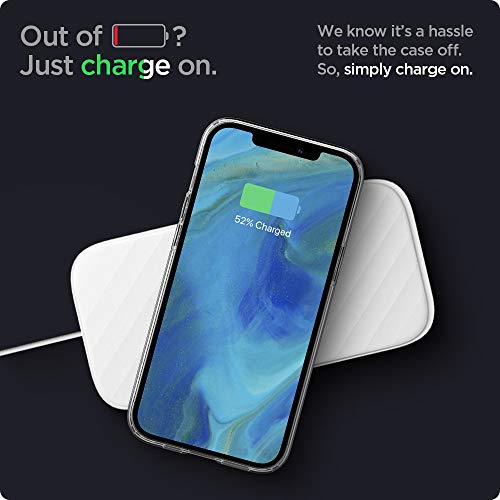 Out of ?
Just charge on.
We know it's a hassle
to take the case off.
So, simply charge on.
52% Charged